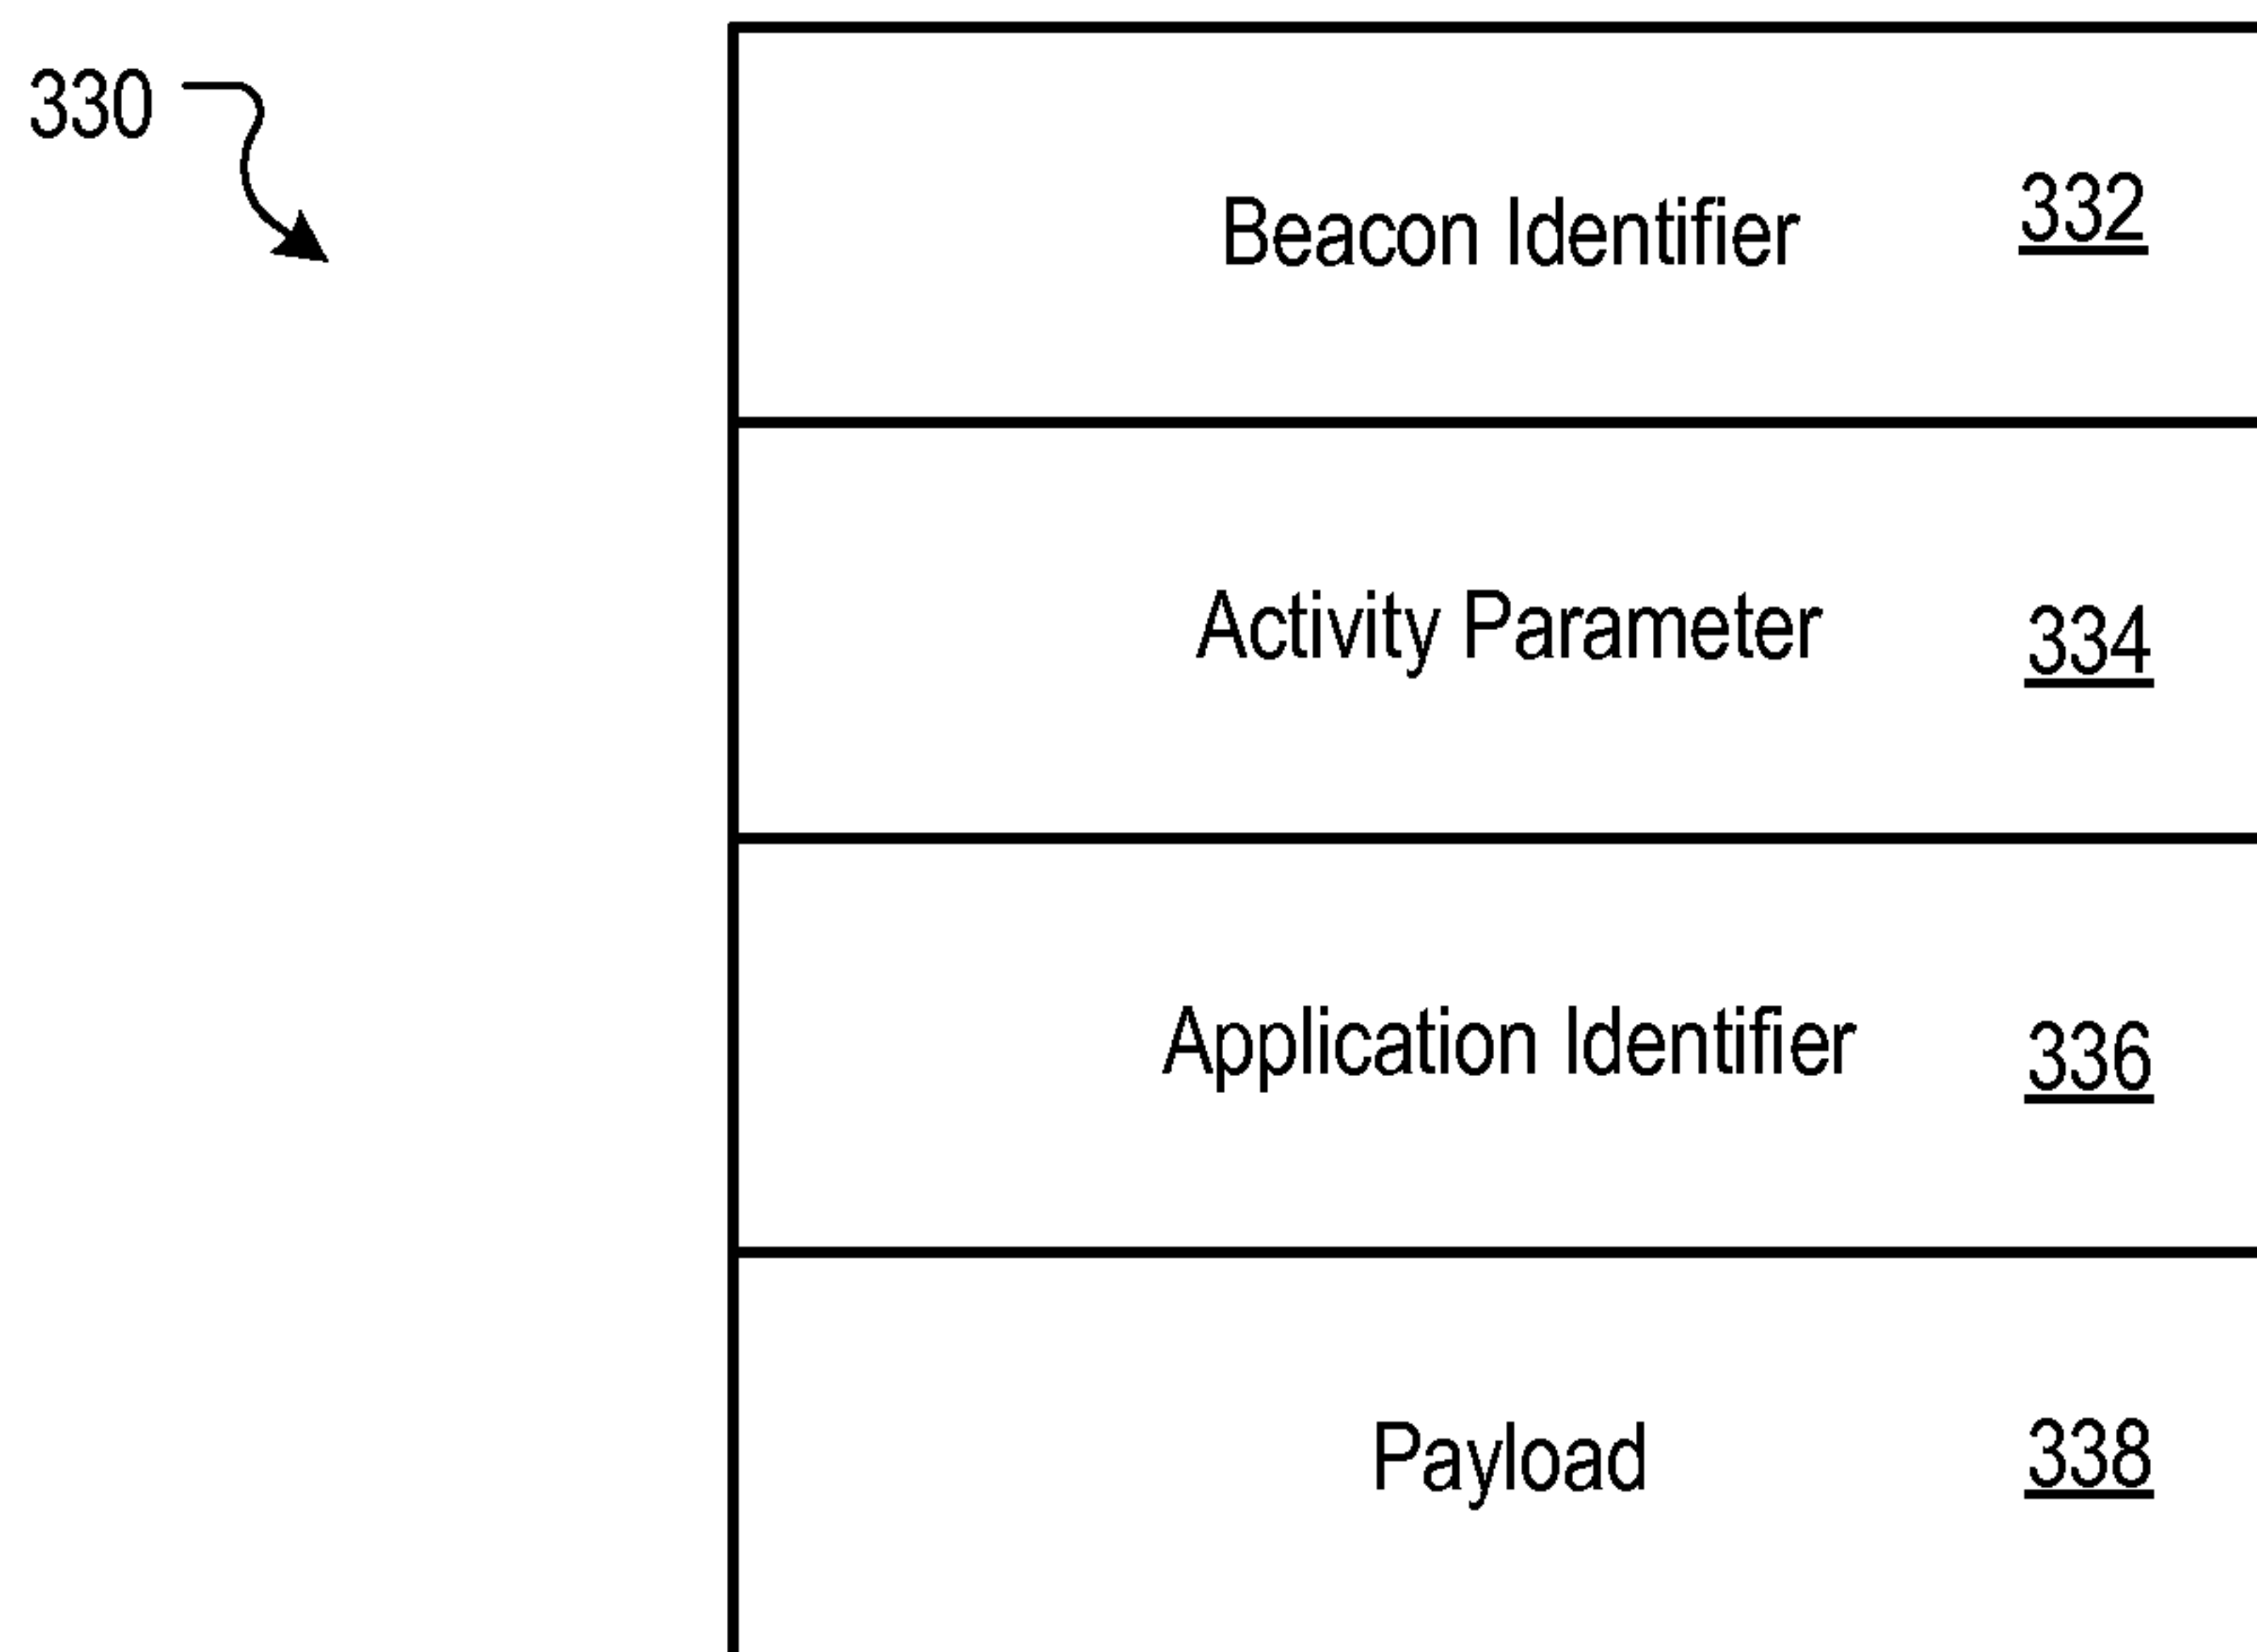 330
Beacon Identifier 332
Activity Parameter 334
Application Identifier 336
Payload 338